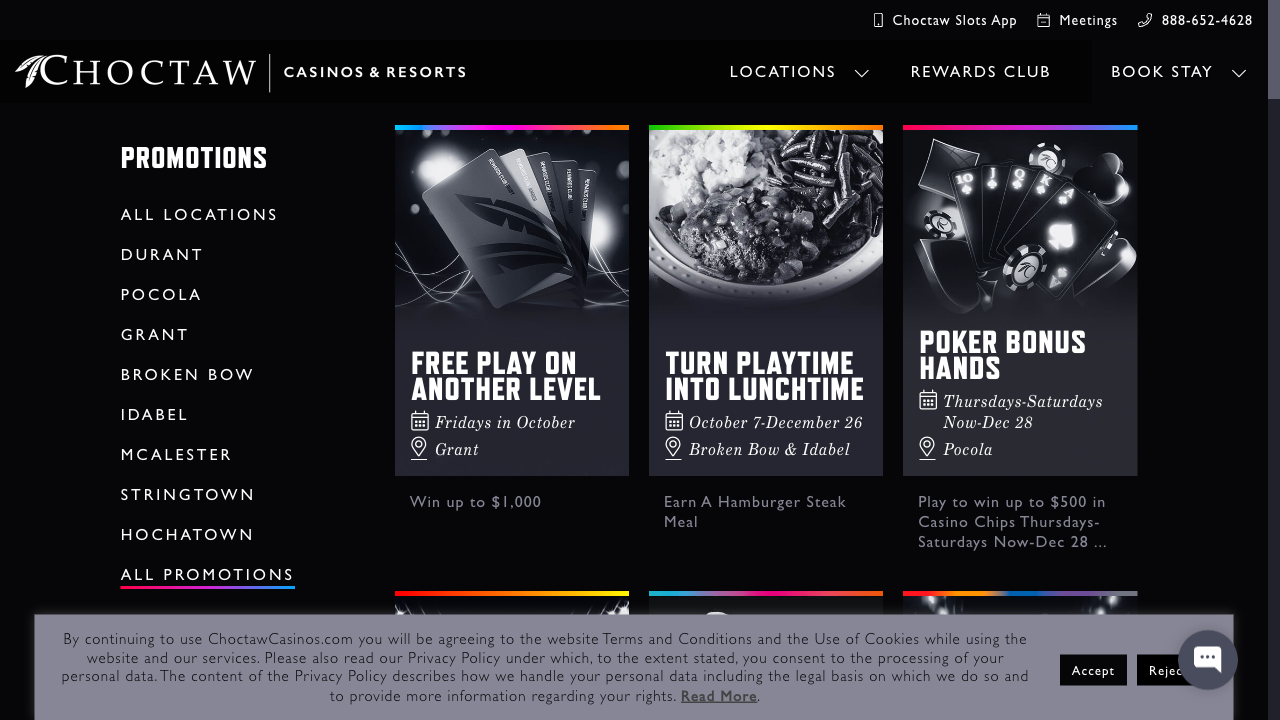 Choctaw Slots App
Meetings
888-652-4628
CHOCTAW
CASINOS & RESORTS
LOCATIONS
REWARDS CLUB
BOOK STAY
PROMOTIONS
ALL LOCATIONS
DURANT
POCOLA
GRANT
BROKEN BOW
IDABEL
MCALESTER
STRINGTOWN
HOCHATOWN
ALL PROMOTIONS
FREE PLAY ON
ANOTHER LEVEL
Fridays in October
Grant
Win up to $1,000
TURN PLAYTIME
INTO LUNCHTIME
October 7-December 26
Broken Bow & Idabel
Earn A Hamburger Steak
Meal
10
J
Q
K
A
POKER BONUS
HANDS
Thursdays-Saturdays
Now-Dec 28
Pocola
Play to win up to $500 in
Casino Chips Thursdays-
Saturdays Now-Dec 28 ...
By continuing to use ChoctawCasinos.com you will be agreeing to the website Terms and Conditions and the Use of Cookies while using the
website and our services. Please also read our Privacy Policy under which, to the extent stated, you consent to the processing of your
personal data. The content of the Privacy Policy describes how we handle your personal data including the legal basis on which we do so and
to provide more information regarding your rights. Read More.
Accept